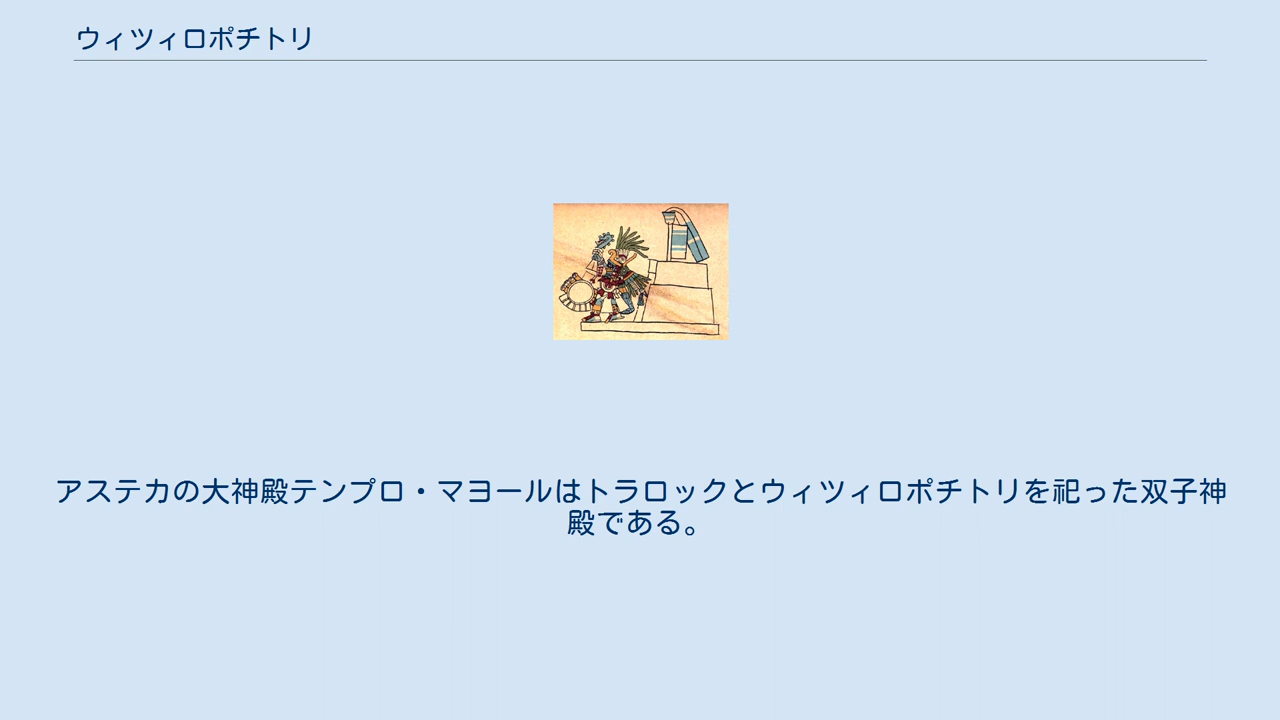 ウィツィロポチトリ
アステカの大神殿テンプロ・マヨールはトラロックとウィツィロポチトリを祀った双子神
殿である。